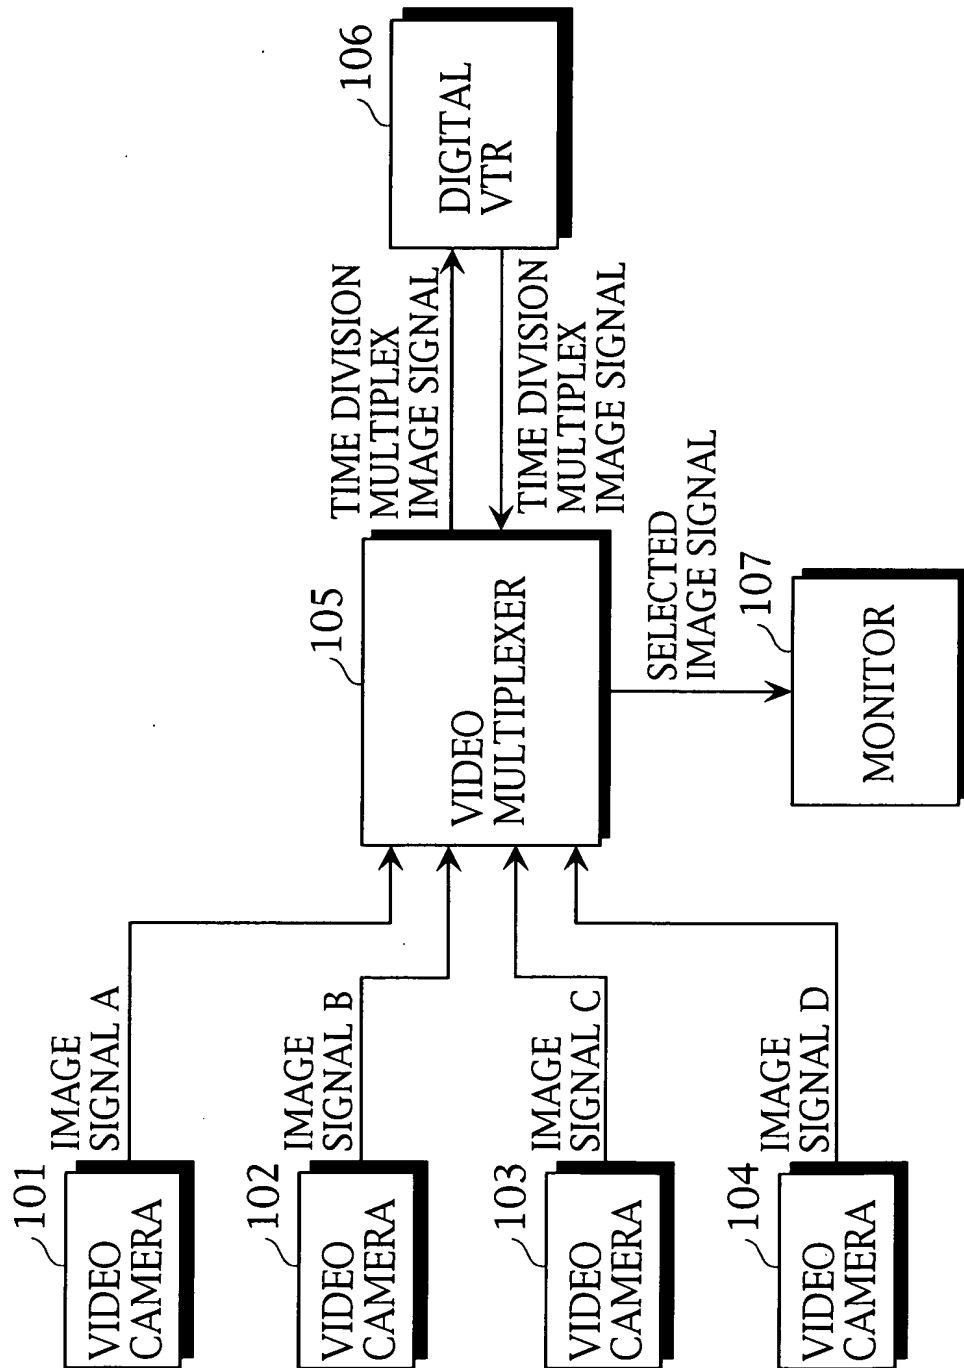 101
VIDEO
CAMERA
IMAGE
SIGNAL A
102
VIDEO
CAMERA
IMAGE
SIGNAL B
103
VIDEO
CAMERA
IMAGE
SIGNAL C
104
VIDEO
CAMERA
IMAGE
SIGNAL D
105
VIDEO
MULTIPLEXER
TIME DIVISION
MULTIPLEX
IMAGE SIGNAL
TIME DIVISION
MULTIPLEX
IMAGE SIGNAL
106
DIGITAL
VTR
SELECTED
IMAGE SIGNAL
107
MONITOR